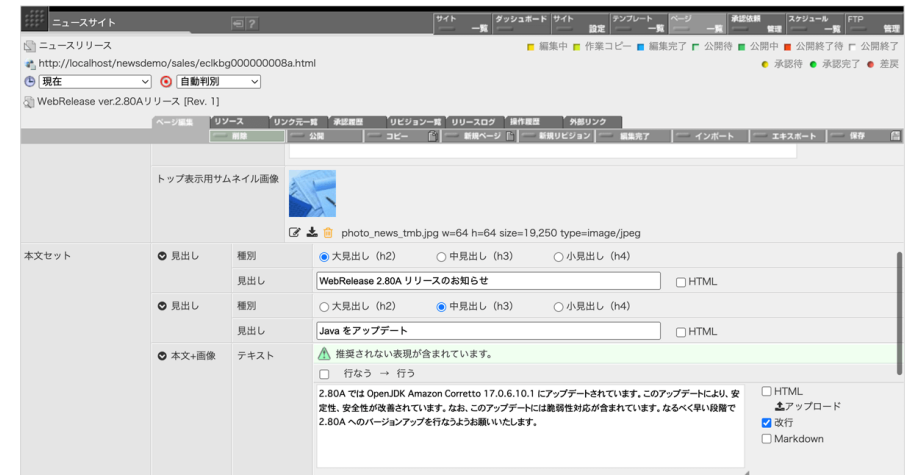 ニュースサイト
サイト 一覧 ダッシュボード サイト 設定 テンプレート 一覧 ページ 一覧 承認依頼 管理 スケジュール 一覧 FTP 管理
ニュースリリース
編集中 作業コピー 編集完了 公開待 公開中 公開終了待 公開終了
http://localhost/newsdemo/sales/eclkbg000000008a.html
承認待 承認完了 差戻
現在 自動判別
WebRelease ver.2.80Aリリース [Rev. 1]
ページ編集 リソース リンク元一覧 承認履歴 リビジョン一覧 リリースログ 操作履歴 外部リンク
削除 公開 コピー 新規ページ 新規リビジョン 編集完了 インポート エキスポート 保存
トップ表示用サムネイル画像
photo_news_tmb.jpg w=64 h=64 size=19,250 type=image/jpeg
本文セット 見出し 種別 大見出し（h2） 中見出し（h3） 小見出し（h4）
見出し WebRelease 2.80A リリースのお知らせ HTML
見出し 種別 大見出し（h2） 中見出し（h3） 小見出し（h4）
見出し Java をアップデート HTML
本文+画像 テキスト 推奨されない表現が含まれています。
行なう → 行う
2.80A では OpenJDK Amazon Corretto 17.0.6.10.1 にアップデートされています。このアップデートにより、安 HTML
定性、安全性が改善されています。なお、このアップデートには脆弱性対応が含まれています。なるべく早い段階で アップロード
2.80A へのバージョンアップを行なうようお願いいたします。 改行
Markdown